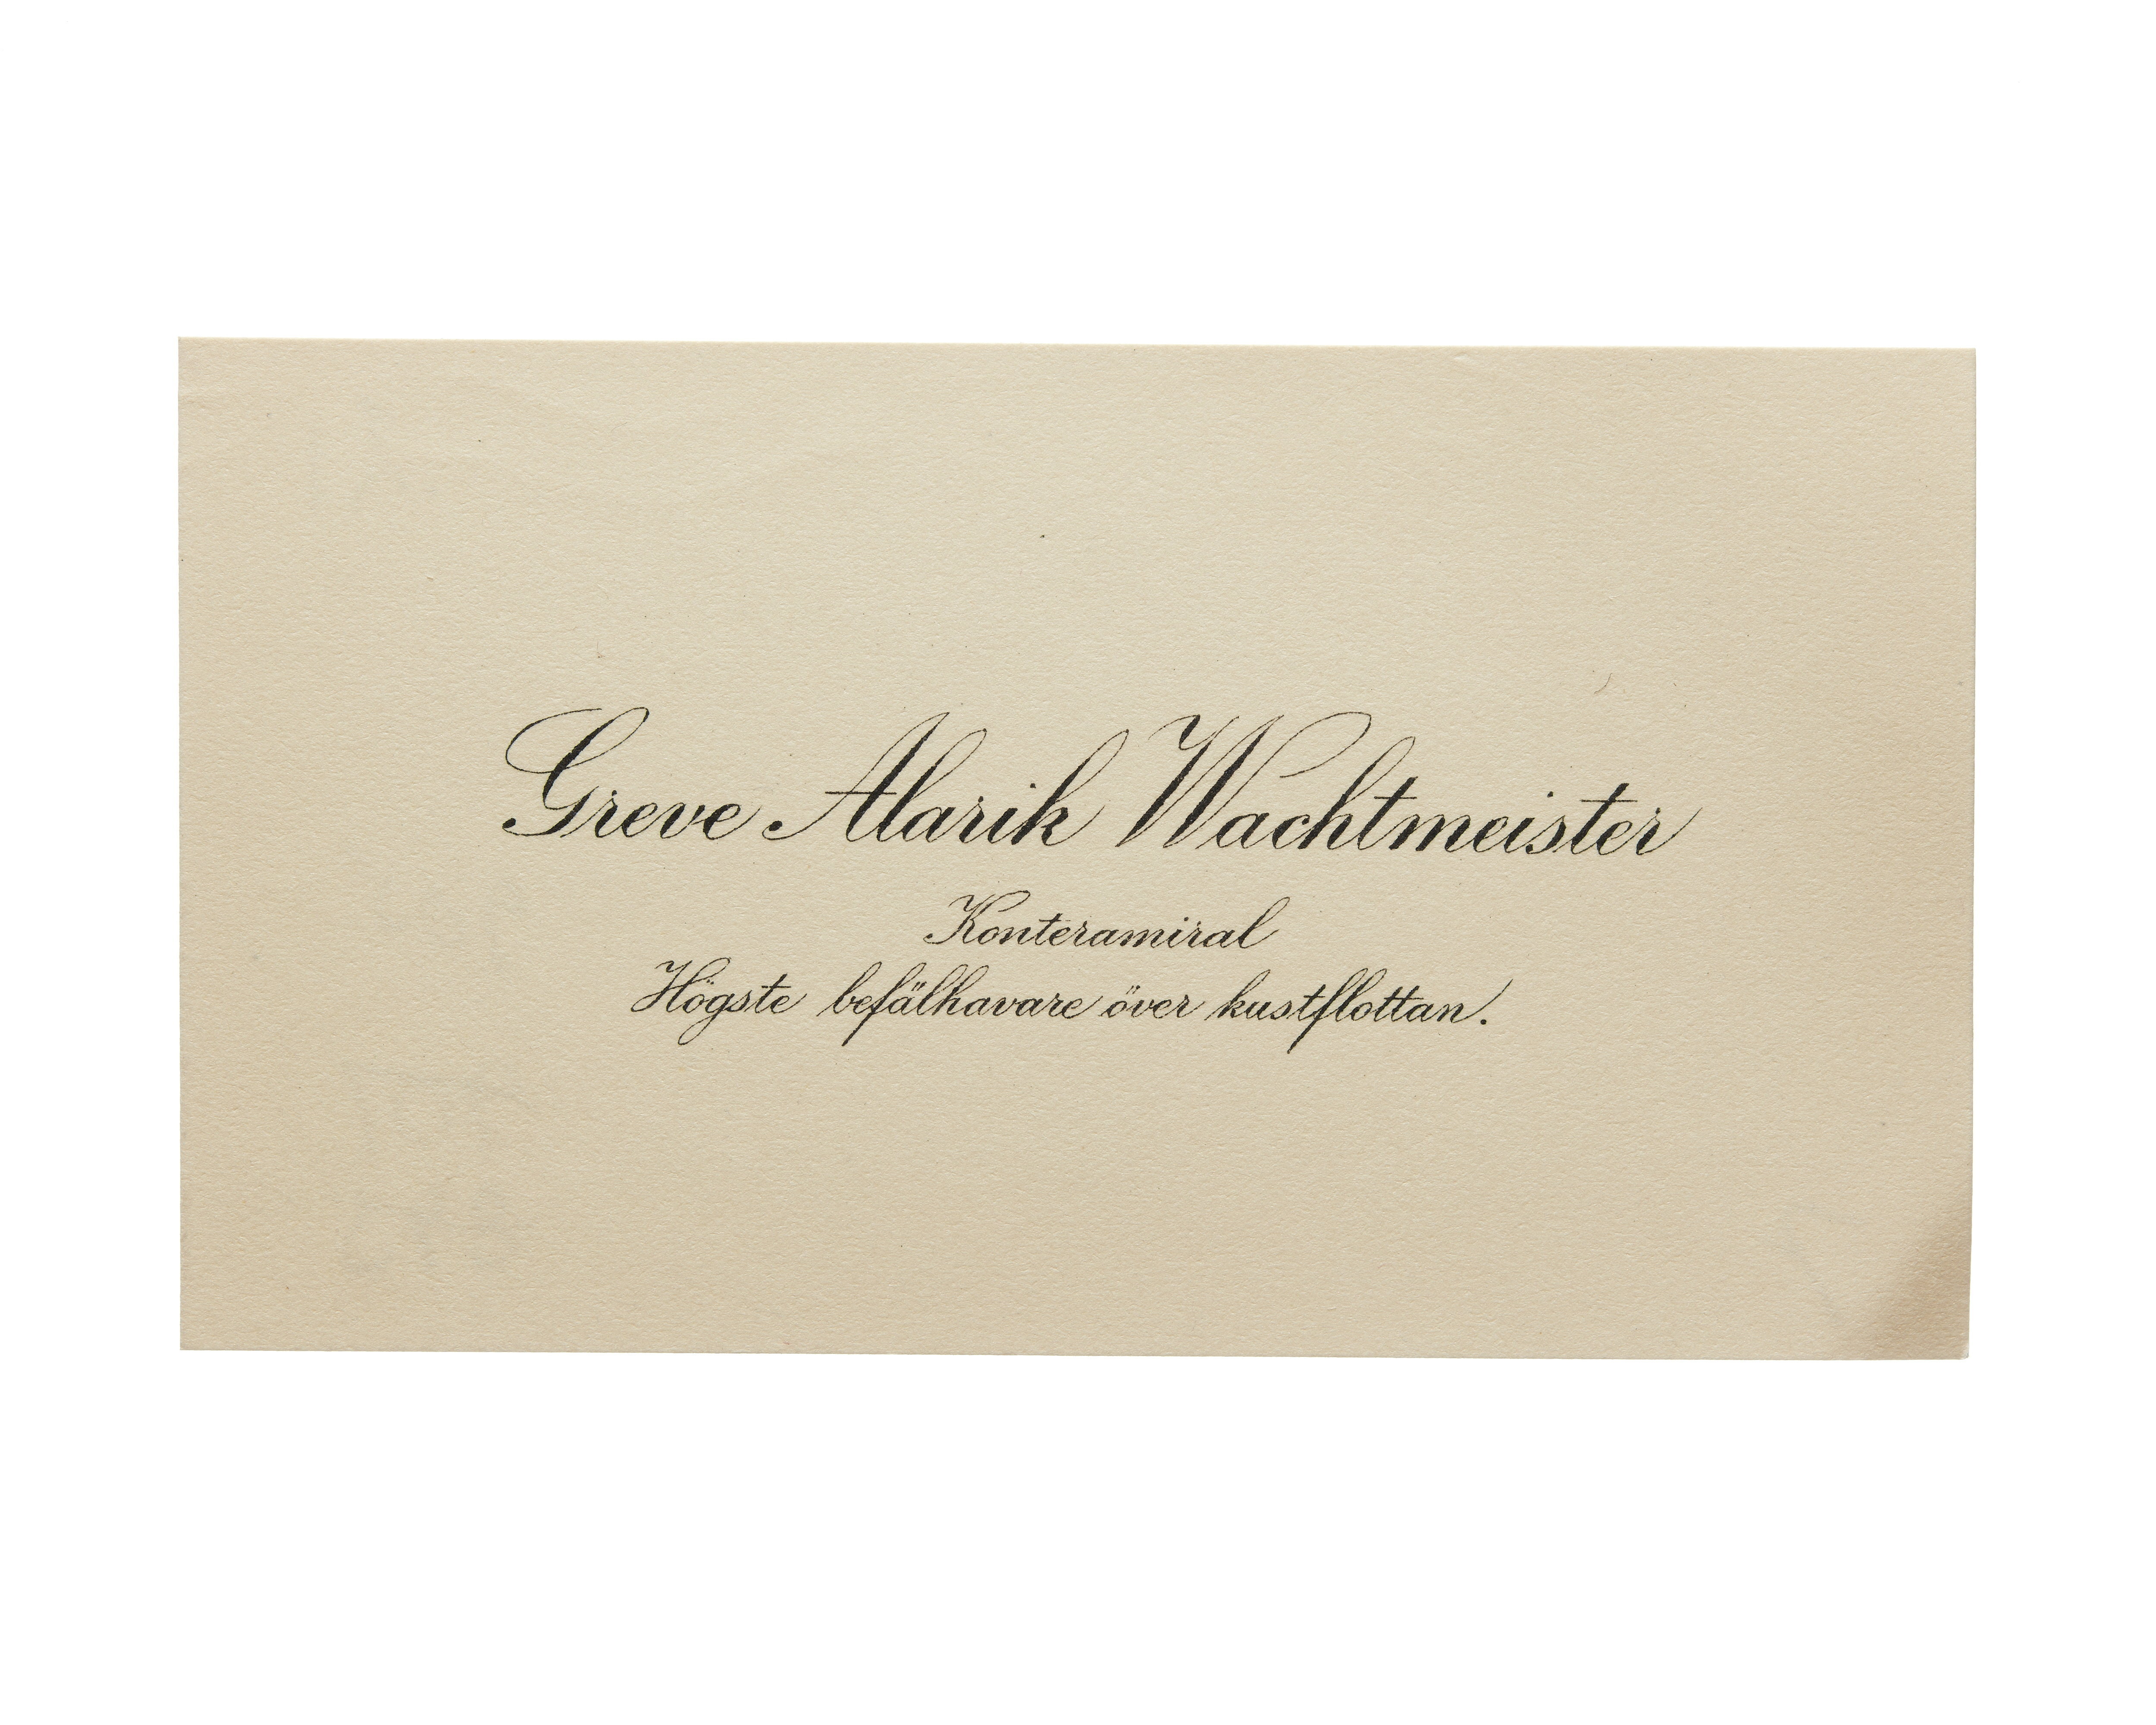 Greve Alarik Wachtmeister
Konteramiral
Högste befälhavare över kustflottan.